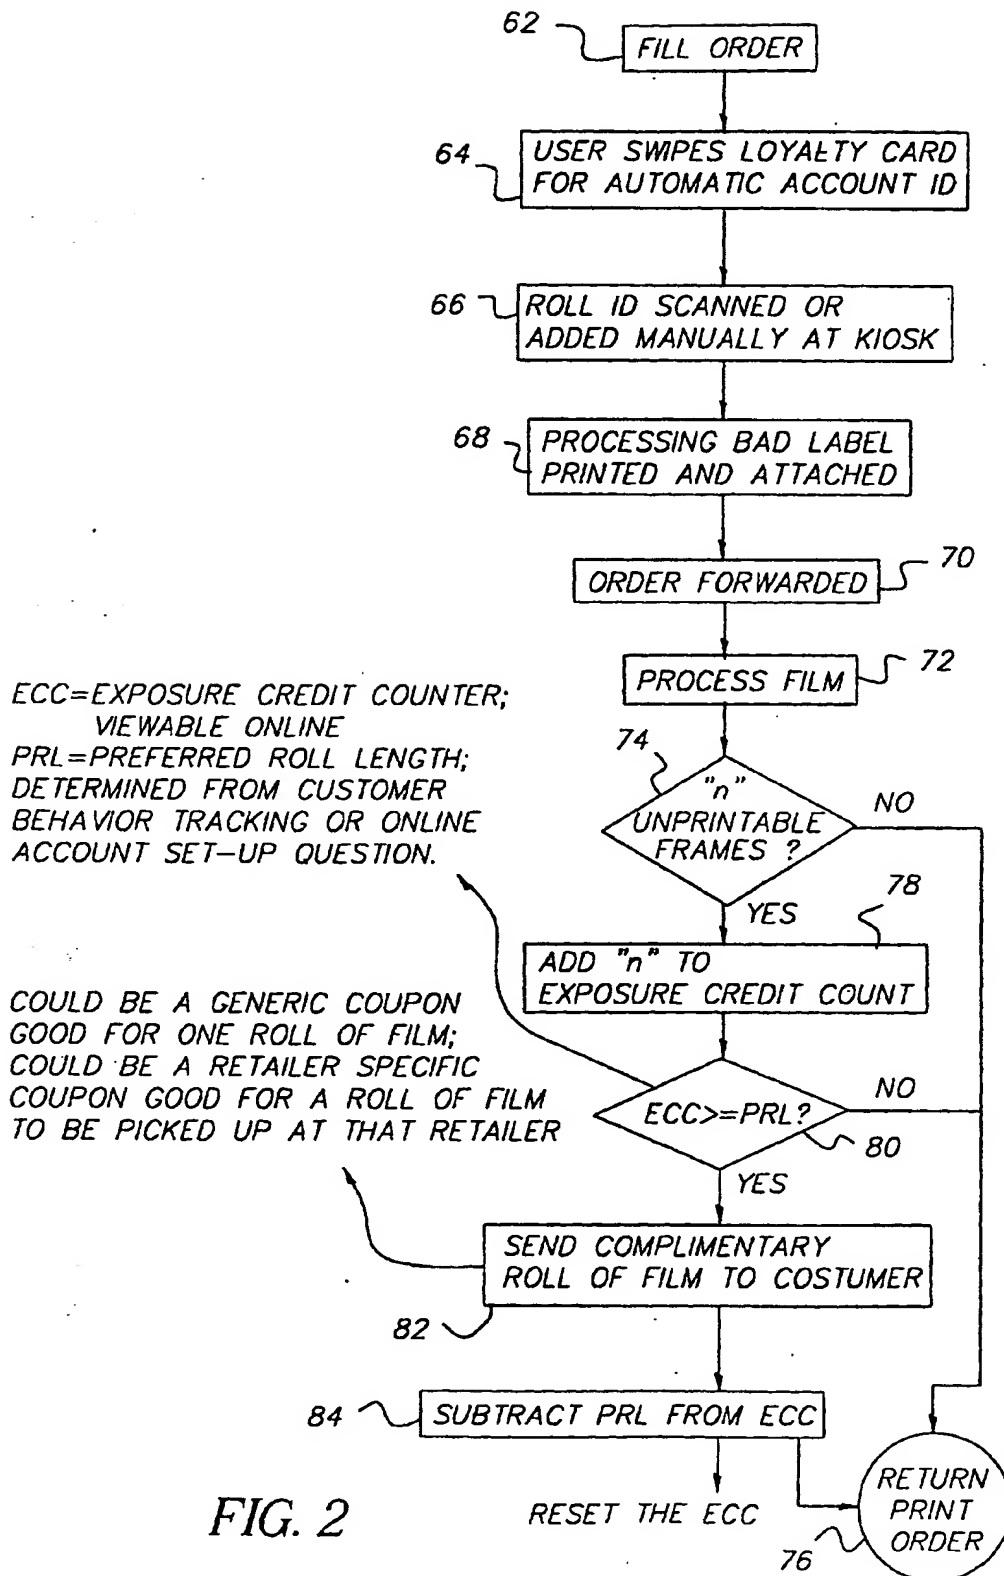 62
FILL ORDER
64
USER SWIPES LOYALTY CARD
FOR AUTOMATIC ACCOUNT ID
66
ROLL ID SCANNED OR
ADDED MANUALLY AT KIOSK
68
PROCESSING BAD LABEL
PRINTED AND ATTACHED
70
ORDER FORWARDED
72
PROCESS FILM
ECC=EXPOSURE CREDIT COUNTER;
VIEWABLE ONLINE
PRL=PREFERRED ROLL LENGTH;
DETERMINED FROM CUSTOMER
BEHAVIOR TRACKING OR ONLINE
ACCOUNT SET-UP QUESTION.
74
"n"
UNPRINTABLE
FRAMES ?
NO
YES
78
ADD "n" TO
EXPOSURE CREDIT COUNT
COULD BE A GENERIC COUPON
GOOD FOR ONE ROLL OF FILM;
COULD BE A RETAILER SPECIFIC
COUPON GOOD FOR A ROLL OF FILM
TO BE PICKED UP AT THAT RETAILER
ECC>=PRL?
NO
80
YES
SEND COMPLIMENTARY
ROLL OF FILM TO COSTUMER
82
84
SUBTRACT PRL FROM ECC
RESET THE ECC
RETURN
PRINT
ORDER
76
FIG. 2